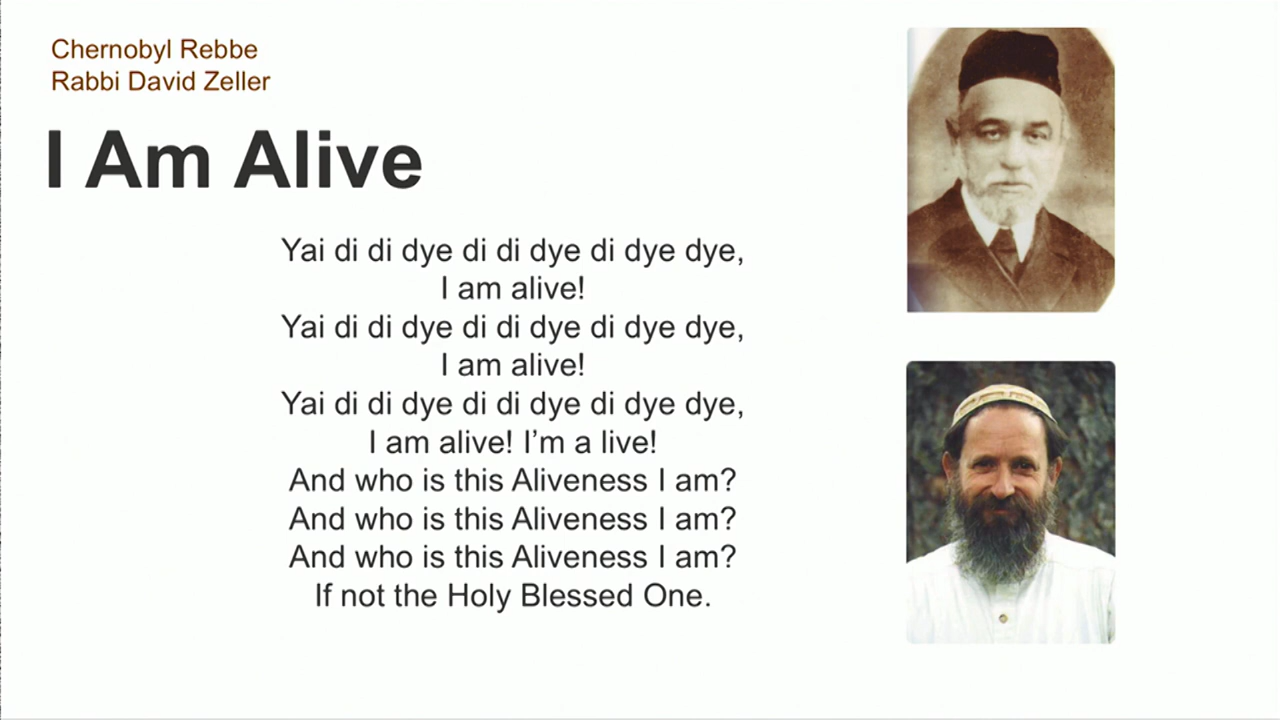 Chernobyl Rebbe
Rabbi David Zeller
I Am Alive
Yai di di dye di di dye di dye dye,
I am alive!
Yai di di dye di di dye di dye dye,
I am alive!
Yai di di dye di di dye di dye dye,
I am alive! I’m a live!
And who is this Aliveness I am?
And who is this Aliveness I am?
And who is this Aliveness I am?
If not the Holy Blessed One.